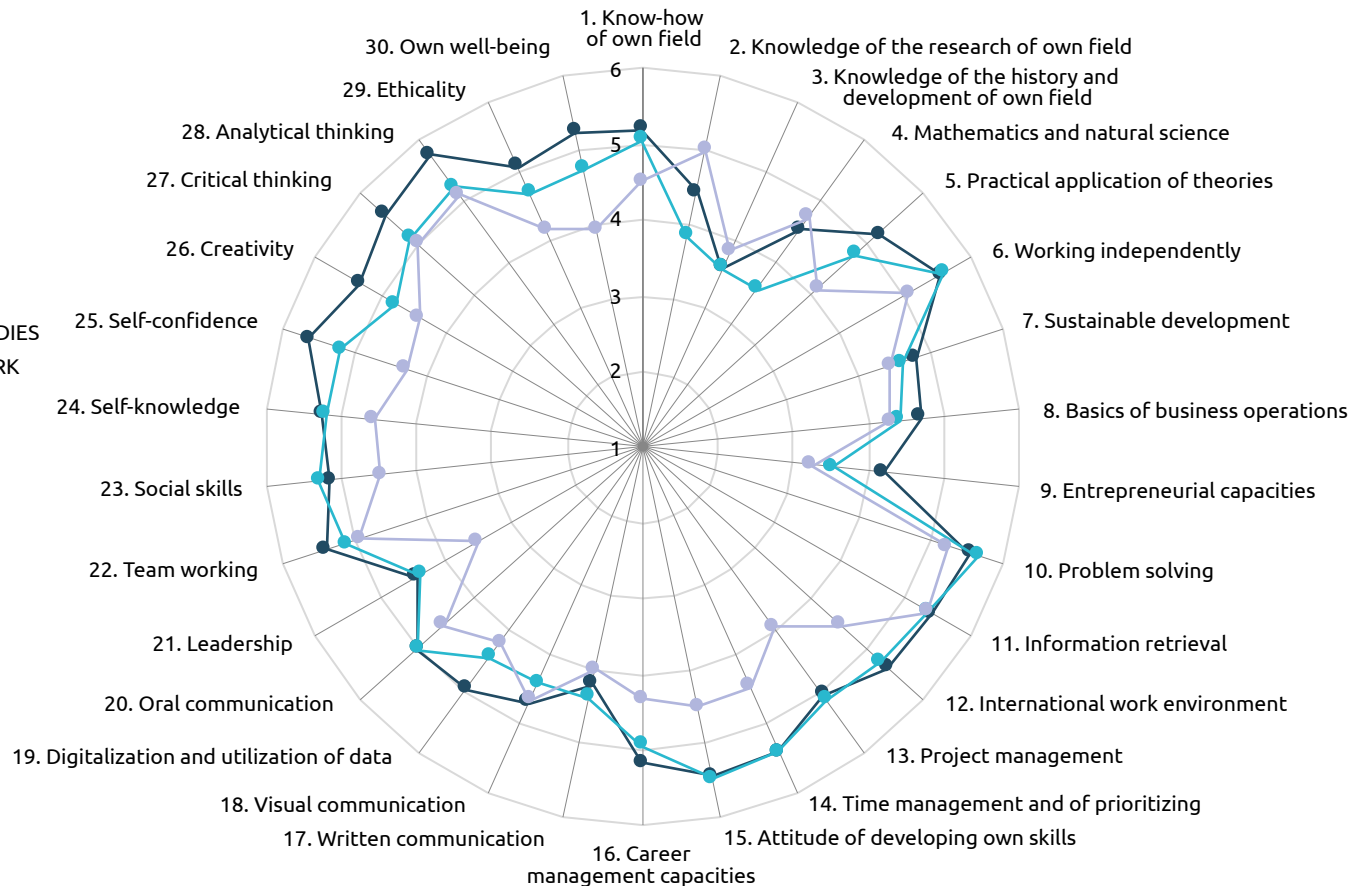 1. Know-how
of own field
2. Knowledge of the research of own field
3. Knowledge of the history and
development of own field
4. Mathematics and natural science
5. Practical application of theories
6. Working independently
7. Sustainable development
8. Basics of business operations
9. Entrepreneurial capacities
10. Problem solving
11. Information retrieval
12. International work environment
13. Project management
14. Time management and of prioritizing
15. Attitude of developing own skills
16. Career
management capacities
17. Written communication
18. Visual communication
19. Digitalization and utilization of data
20. Oral communication
21. Leadership
22. Team working
23. Social skills
24. Self-knowledge
25. Self-confidence
26. Creativity
27. Critical thinking
28. Analytical thinking
29. Ethicality
30. Own well-being
6
5
4
3
2
1